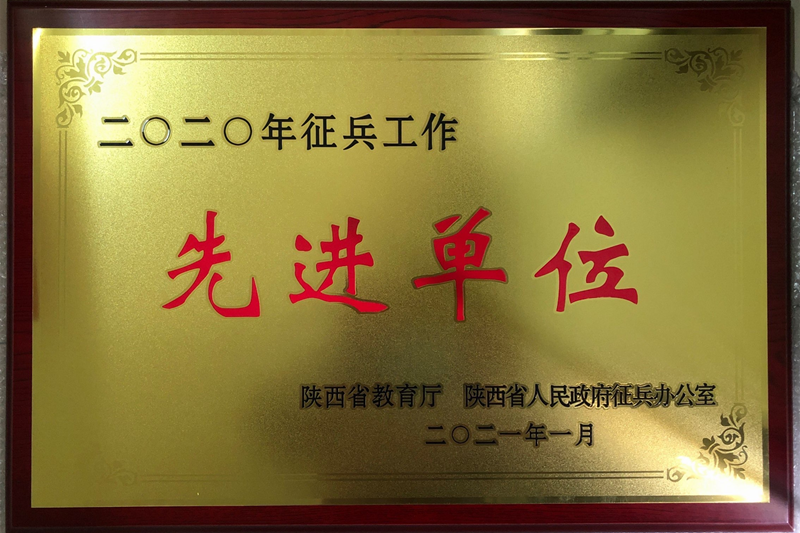 二〇二〇年征兵工作
先进单位
陕西省教育厅 陕西省人民政府征兵办公室
二〇二一年一月